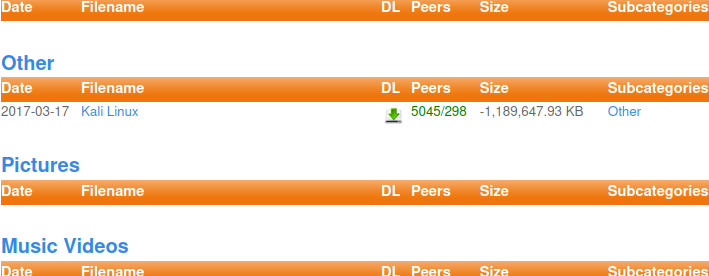 Date Filename DL Peers Size Subcategories
Other
Date Filename DL Peers Size Subcategories
2017-03-17 Kali Linux 5045/298 -1,189,647.93 KB Other
Pictures
Date Filename DL Peers Size Subcategories
Music Videos
Date Filename DL Peers Size Subcategories